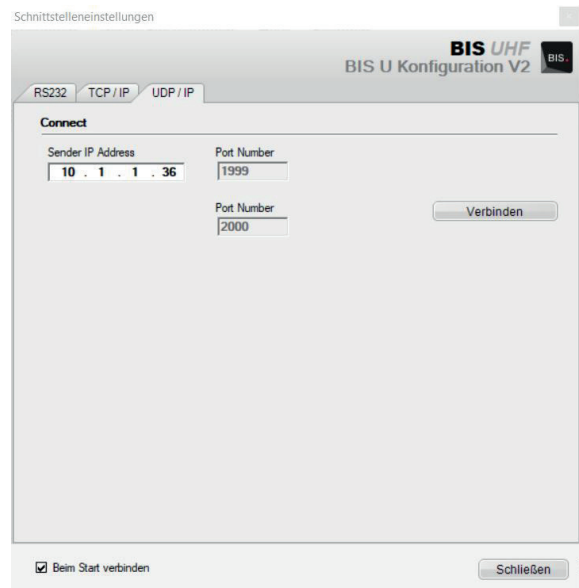 Schnittstelleneinstellungen
BIS UHF
BIS U Konfiguration V2
BIS.
RS232 TCP / IP UDP / IP
Connect
Sender IP Address Port Number
10 . 1 . 1 . 36 1999
Port Number
2000 Verbinden
Beim Start verbinden Schließen